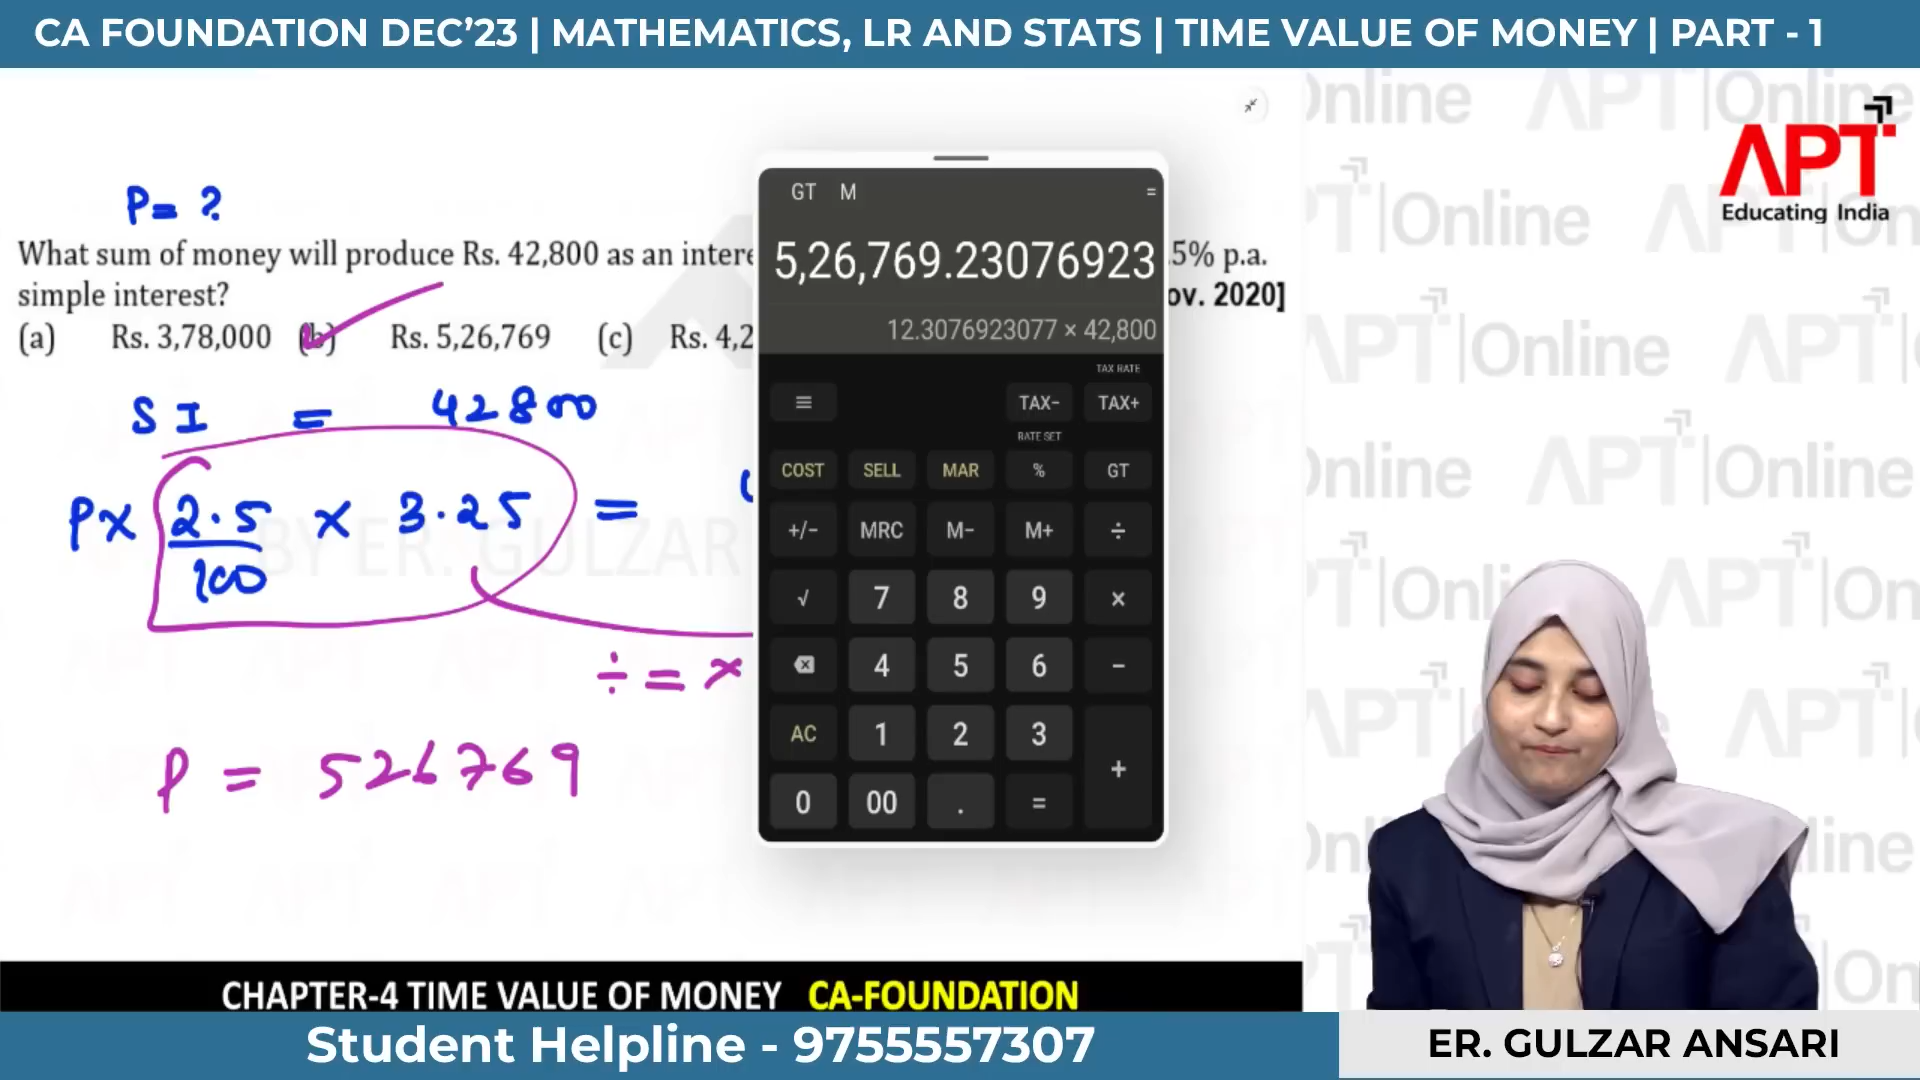 CA FOUNDATION DEC’23 | MATHEMATICS, LR AND STATS | TIME VALUE OF MONEY | PART - 1
APT
Educating India
P = ?
What sum of money will produce Rs. 42,800 as an 5% p.a.
simple interest? ov. 2020]
(a) Rs. 3,78,000 (b) Rs. 5,26,769 (c) Rs. 4,2
SI = 42800
P x 2.5 x 3.25 =
100
÷ = x
P = 526769
BY ER. GULZAR
GT M =
5,26,769.23076923
12.3076923077 × 42,800
TAX RATE
≡ TAX− TAX+
RATE SET
COST SELL MAR % GT
+/− MRC M− M+ ÷
√ 7 8 9 ×
4 5 6 −
AC 1 2 3
+
0 00 . =
APT|Online
CHAPTER-4 TIME VALUE OF MONEY CA-FOUNDATION
Student Helpline - 9755557307
ER. GULZAR ANSARI